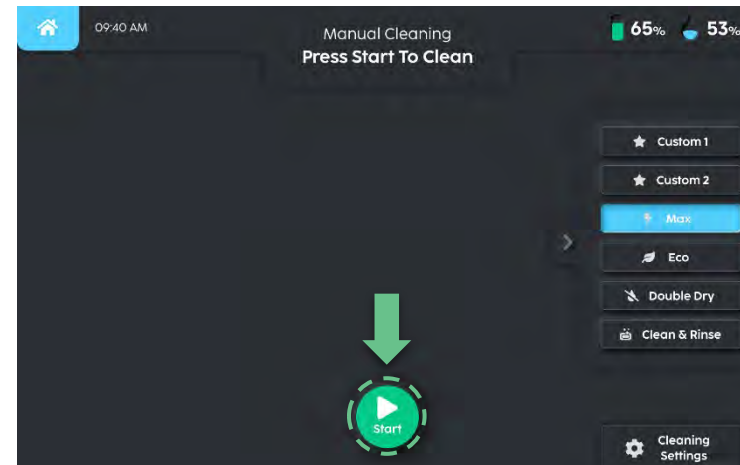 09:40 AM
Manual Cleaning
Press Start To Clean
65%
53%
Custom 1
Custom 2
Max
Eco
Double Dry
Clean & Rinse
Start
Cleaning
Settings